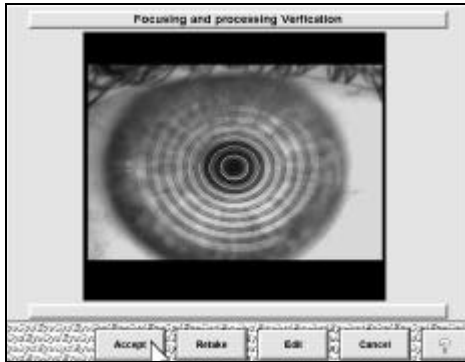 Focusing and processing Verfication
Accept
Retake
Edit
Cancel
?